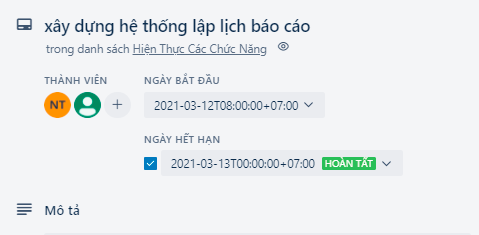 xây dựng hệ thống lập lịch báo cáo
trong danh sách Hiện Thực Các Chức Năng
THÀNH VIÊN
NGÀY BẮT ĐẦU
NT
2021-03-12T08:00:00+07:00
NGÀY HẾT HẠN
2021-03-13T00:00:00+07:00 HOÀN TẤT
Mô tả